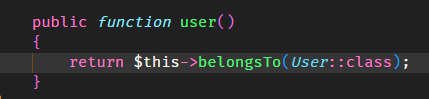 public function user()
{
return $this->belongsTo(User::class);
}